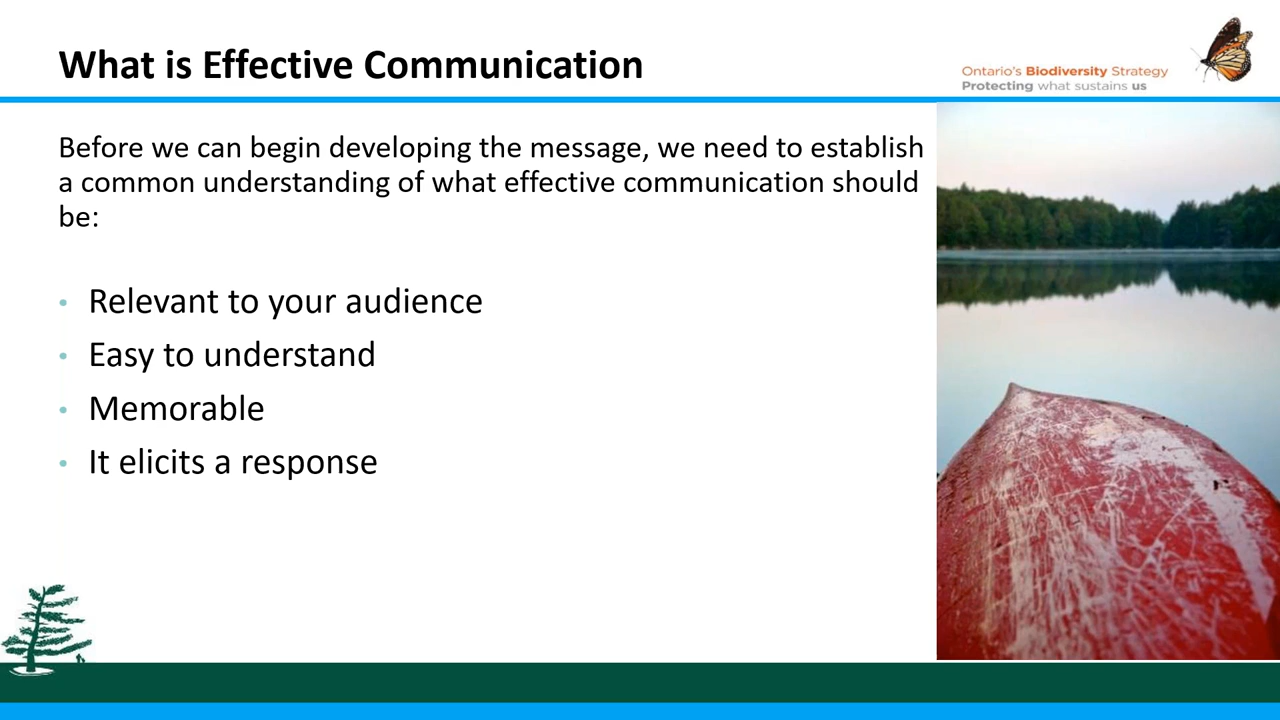 What is Effective Communication
Ontario's Biodiversity Strategy
Protecting what sustains us
Before we can begin developing the message, we need to establish
a common understanding of what effective communication should
be:
• Relevant to your audience
• Easy to understand
• Memorable
• It elicits a response